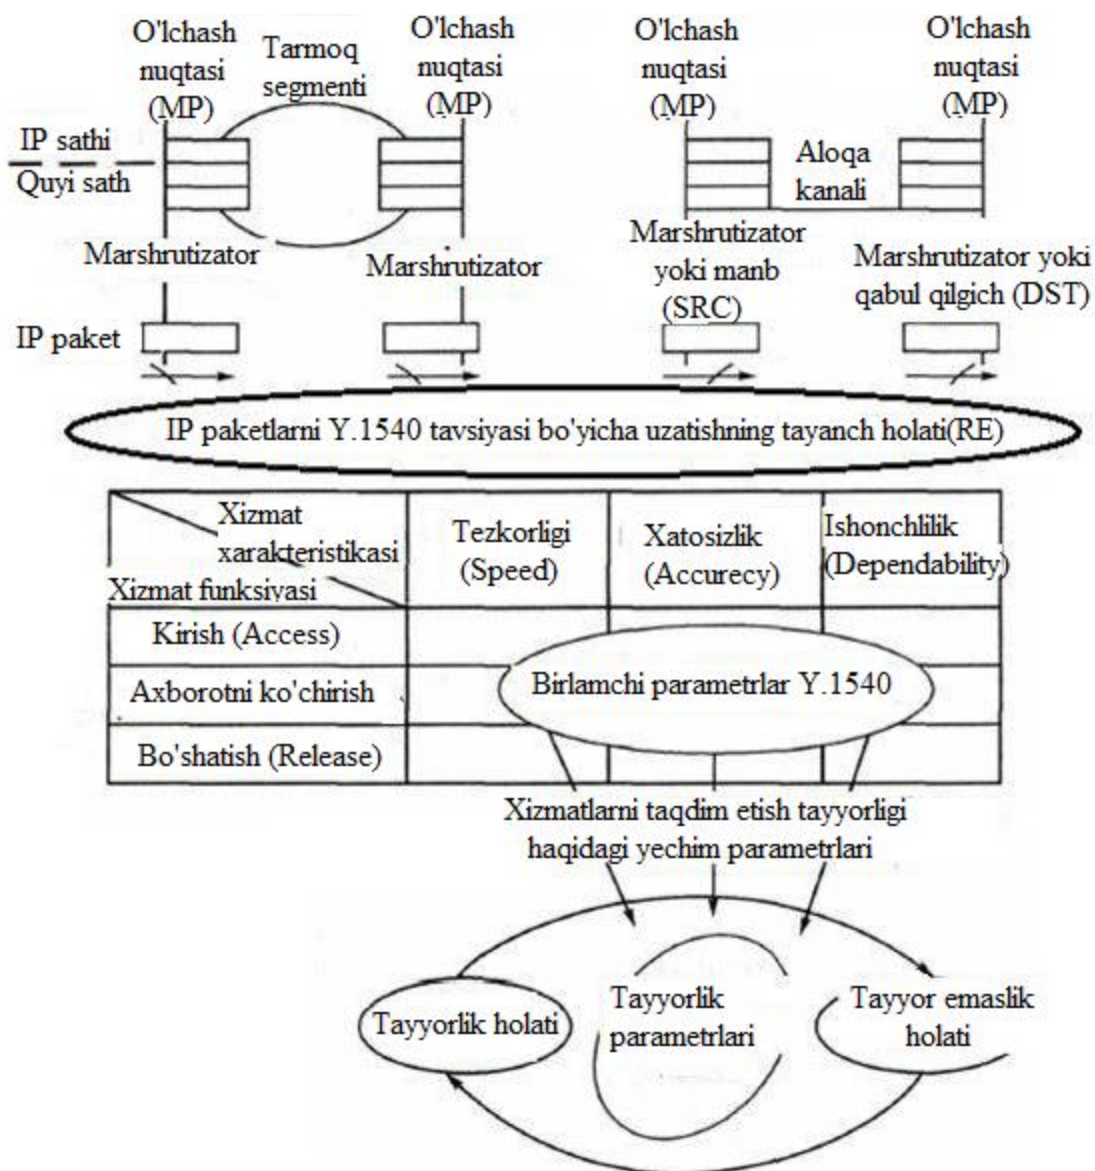 O'lchash
nuqtasi
(MP)
Tarmoq
segmenti
O'lchash
nuqtasi
(MP)
O'lchash
nuqtasi
(MP)
O'lchash
nuqtasi
(MP)
IP sathi
Quyi sath
Aloqa
kanali
Marshrutizator
Marshrutizator
Marshrutizator
yoki manb
(SRC)
Marshrutizator yoki
qabul qilgich (DST)
IP paket
IP paketlarni Y.1540 tavsiyasi bo'yicha uzatishning tayanch holati(RE)
Xizmat
xarakteristikasi
Xizmat funksiyasi
Tezkorligi
(Speed)
Xatosizlik
(Accurecy)
Ishonchlilik
(Dependability)
Kirish (Access)
Axborotni ko'chirish
Birlamchi parametrlar Y.1540
Bo'shatish (Release)
Xizmatlarni taqdim etish tayyorligi
haqidagi yechim parametrlari
Tayyorlik holati
Tayyorlik
parametrlari
Tayyor emaslik
holati